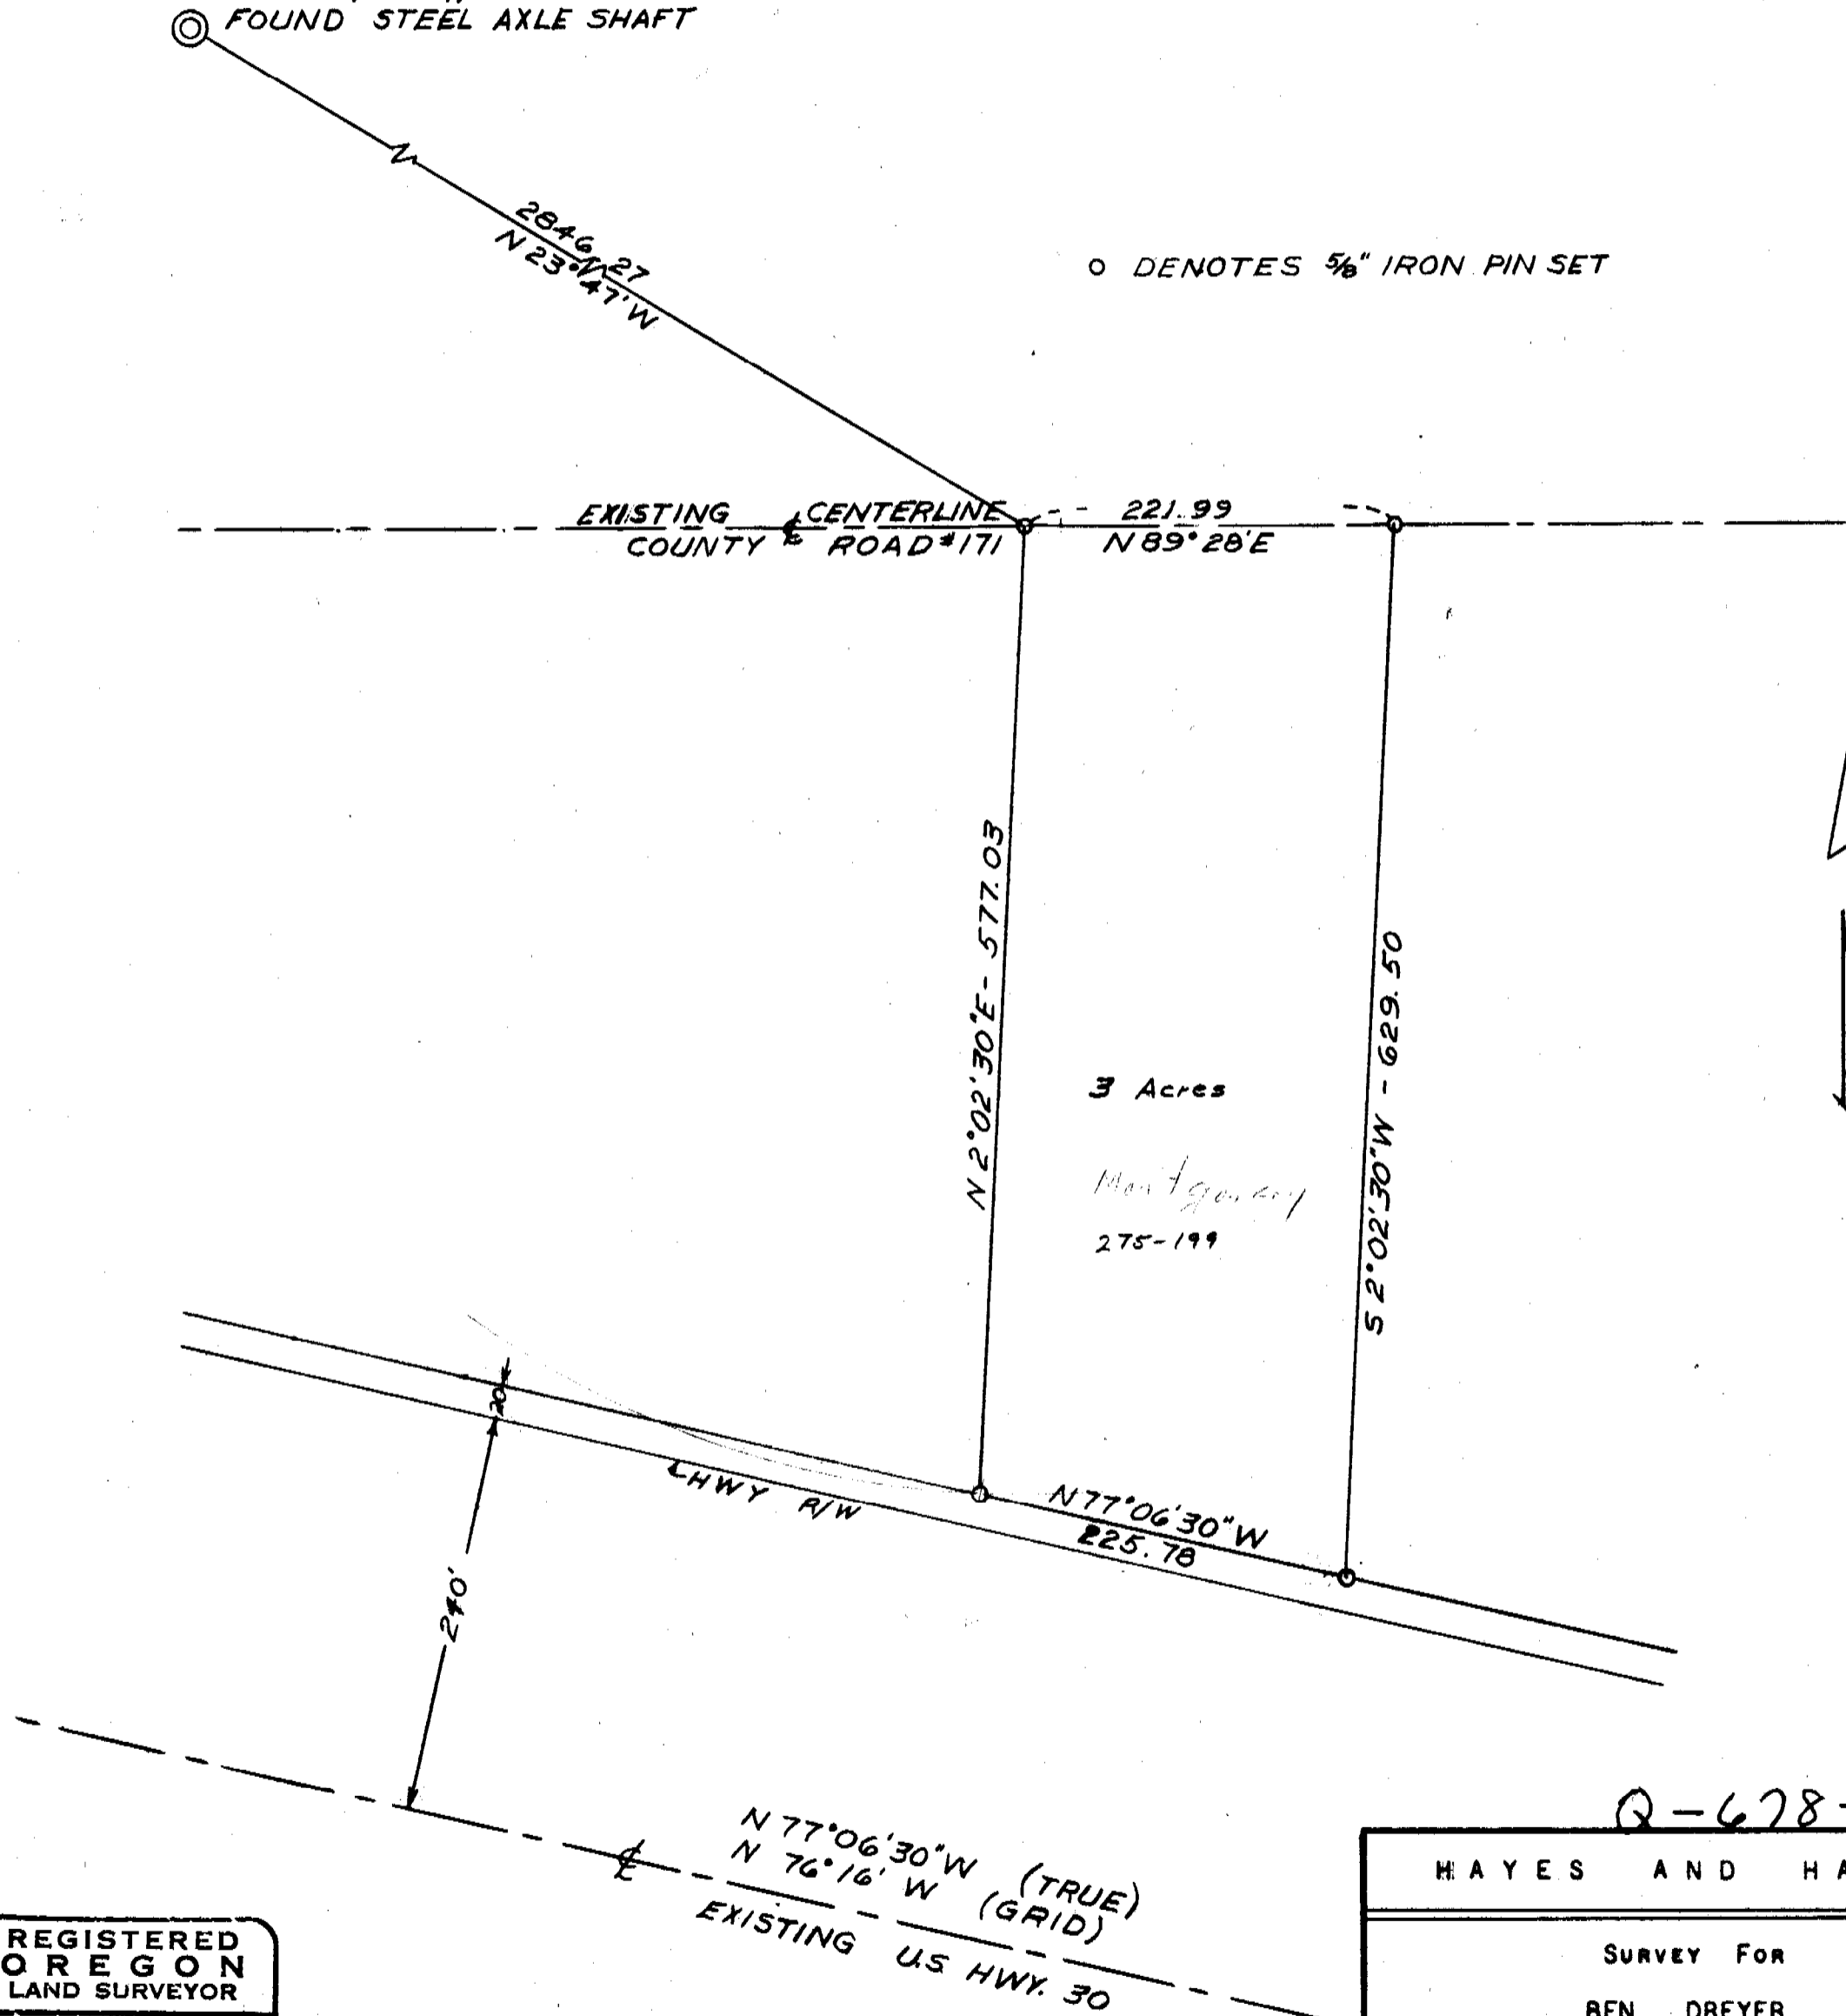 FOUND STEEL AXLE SHAFT
2846.27
N 23°47'W
O DENOTES 5/8" IRON PIN SET
EXISTING ℄ CENTERLINE
COUNTY ROAD #171
221.99
N 89°28'E
N 2°02'30"E - 577.03
S 2°02'30"W - 629.50
3 Acres
Montgomery
275-199
20'
HWY R/W
N 77°06'30"W
225.78
240'
℄
N 77°06'30"W (TRUE)
N 76°16' W (GRID)
EXISTING U.S HWY. 30
Q-678-
HAYES AND HA
SURVEY FOR
BEN DREYER
REGISTERED
OREGON
LAND SURVEYOR